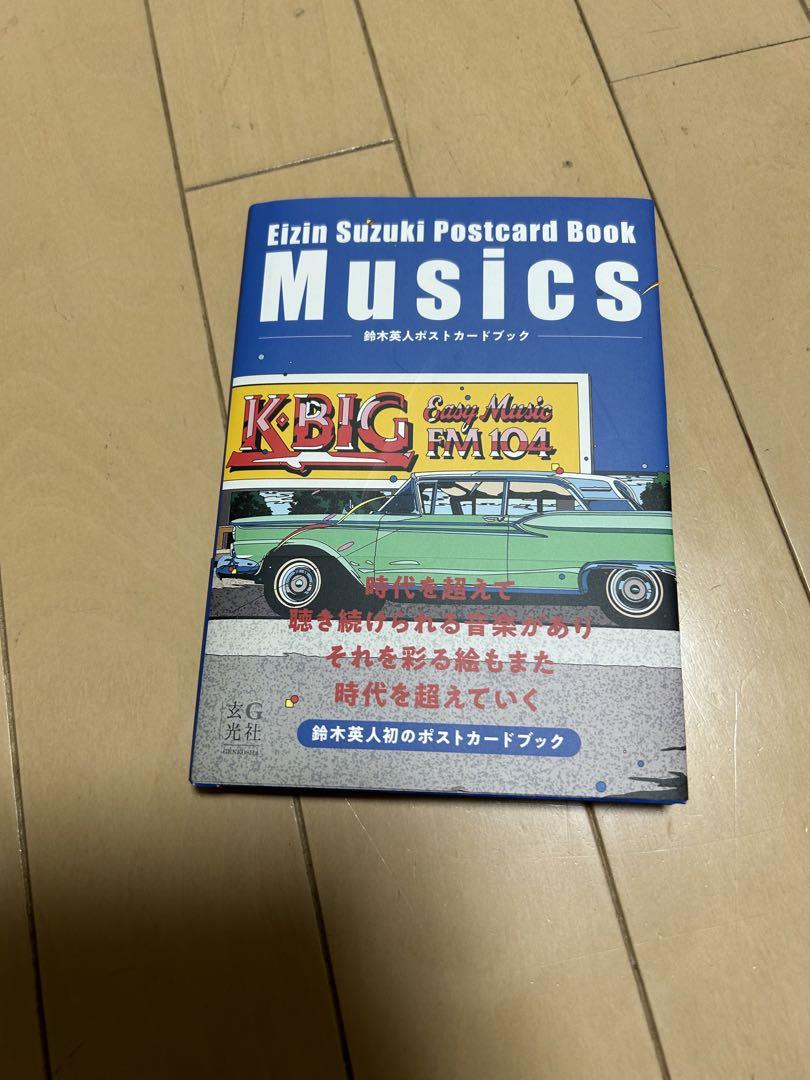 Eizin Suzuki Postcard Book
Musics
鈴木英人ポストカードブック
K·BIG
Easy Music
FM 104
時代を超えて
聴き続けられる音楽があり
それを彩る絵もまた
時代を超えていく
鈴木英人初のポストカードブック
玄光社
G
GENKOSHA